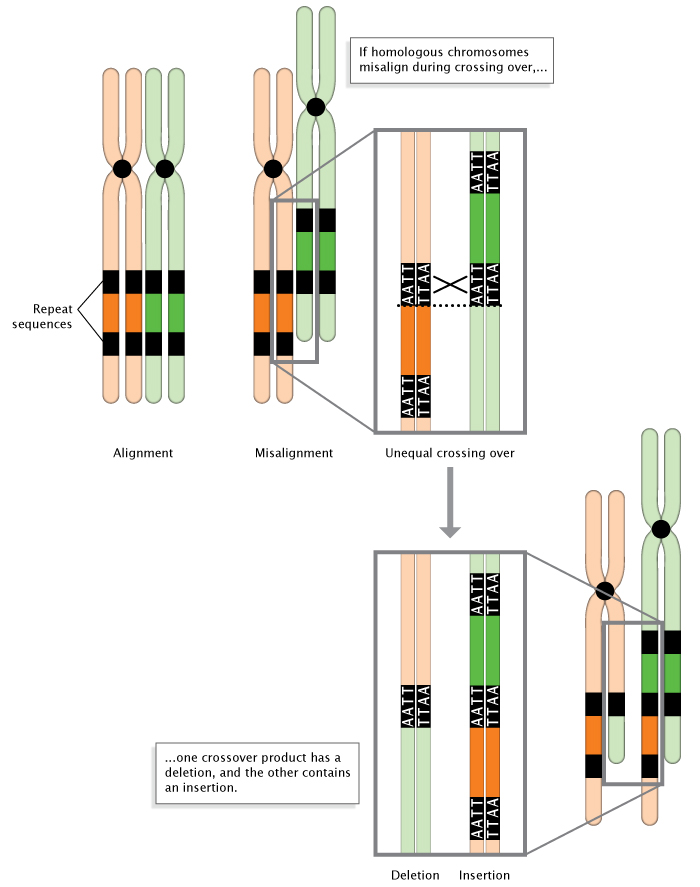 If homologous chromosomes
misalign during crossing over,...
AATT
TTAA
AATT
TTAA
AATT
TTAA
AATT
TTAA
Repeat
sequences
Alignment
Misalignment
Unequal crossing over
AATT
TTAA
AATT
TTAA
AATT
TTAA
AATT
TTAA
...one crossover product has a
deletion, and the other contains
an insertion.
Deletion
Insertion